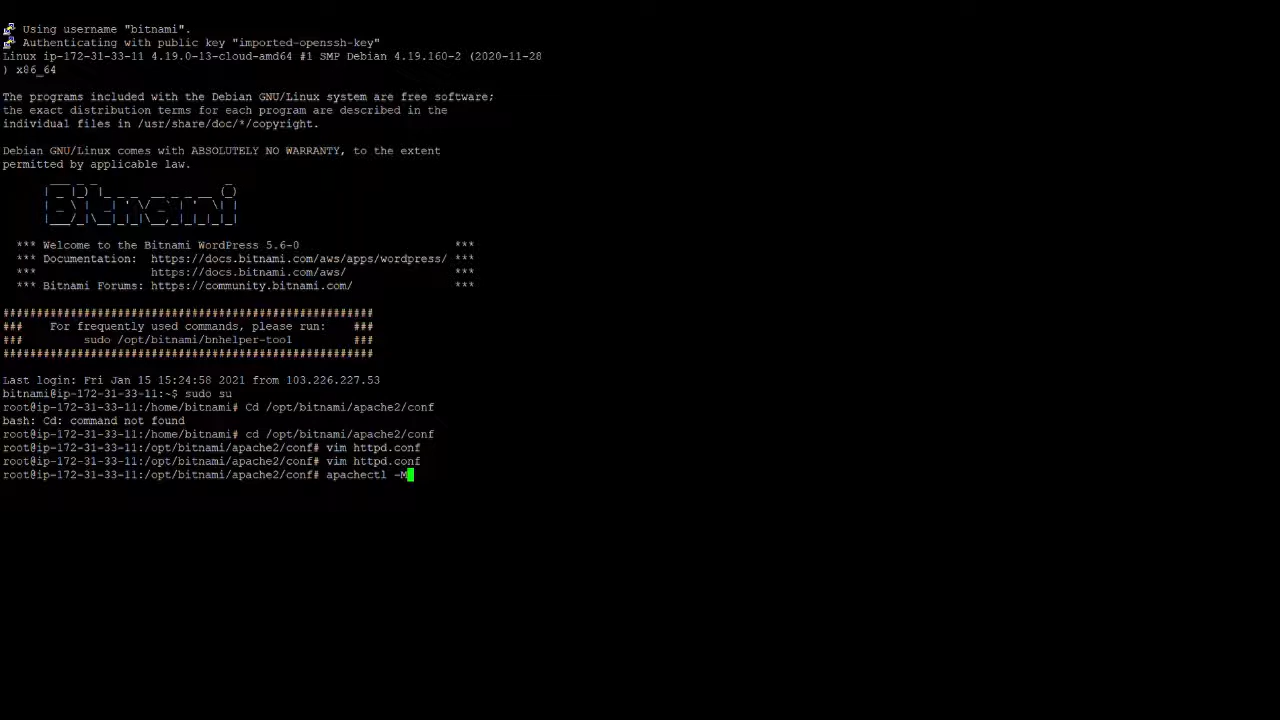 Using username "bitnami".
Authenticating with public key "imported-openssh-key"
Linux ip-172-31-33-11 4.19.0-13-cloud-amd64 #1 SMP Debian 4.19.160-2 (2020-11-28
) x86_64
The programs included with the Debian GNU/Linux system are free software;
the exact distribution terms for each program are described in the
individual files in /usr/share/doc/*/copyright.
Debian GNU/Linux comes with ABSOLUTELY NO WARRANTY, to the extent
permitted by applicable law.
Bitnami
*** Welcome to the Bitnami WordPress 5.6-0 ***
*** Documentation: https://docs.bitnami.com/aws/apps/wordpress/ ***
*** https://docs.bitnami.com/aws/ ***
*** Bitnami Forums: https://community.bitnami.com/ ***
#######################################################
### For frequently used commands, please run: ###
### sudo /opt/bitnami/bnhelper-tool ###
#######################################################
Last login: Fri Jan 15 15:24:58 2021 from 103.226.227.53
bitnami@ip-172-31-33-11:~$ sudo su
root@ip-172-31-33-11:/home/bitnami# Cd /opt/bitnami/apache2/conf
bash: Cd: command not found
root@ip-172-31-33-11:/home/bitnami# cd /opt/bitnami/apache2/conf
root@ip-172-31-33-11:/opt/bitnami/apache2/conf# vim httpd.conf
root@ip-172-31-33-11:/opt/bitnami/apache2/conf# vim httpd.conf
root@ip-172-31-33-11:/opt/bitnami/apache2/conf# apachectl -M